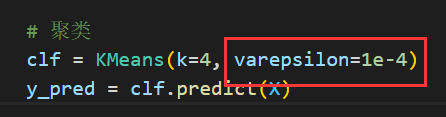 # 聚类
clf = KMeans(k=4, varepsilon=1e-4)
y_pred = clf.predict(X)